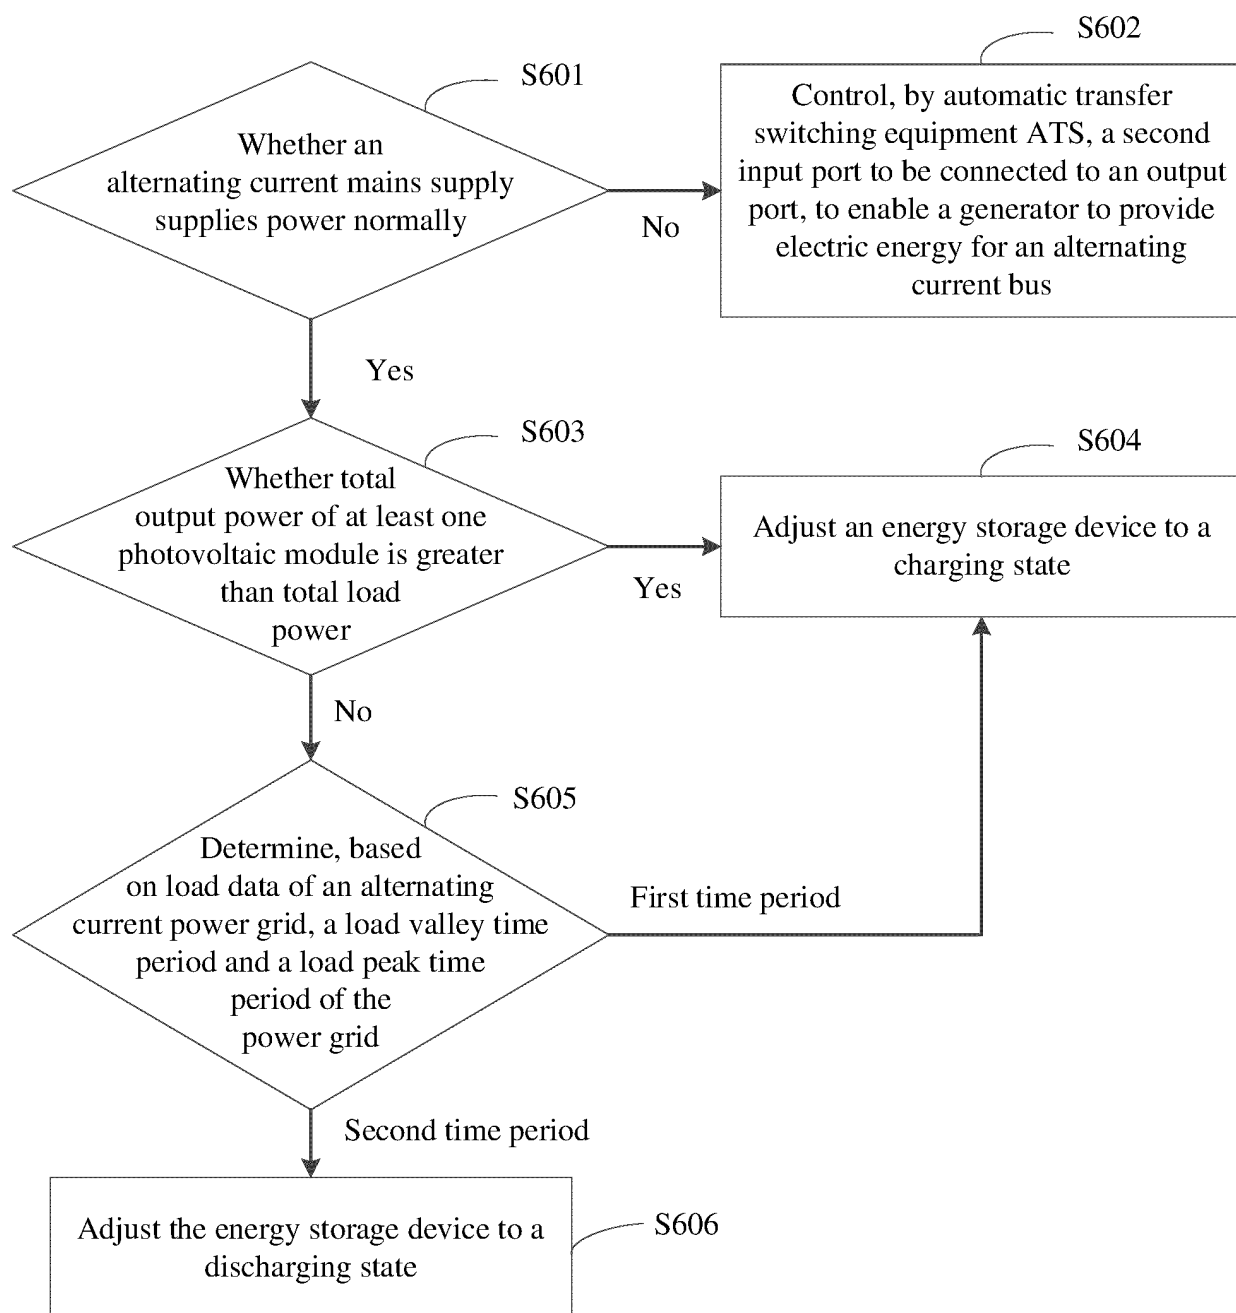 S601
Whether an
alternating current mains supply
supplies power normally
No
Yes
S602
Control, by automatic transfer
switching equipment ATS, a second
input port to be connected to an output
port, to enable a generator to provide
electric energy for an alternating
current bus
S603
Whether total
output power of at least one
photovoltaic module is greater
than total load
power
Yes
No
S604
Adjust an energy storage device to a
charging state
S605
Determine, based
on load data of an alternating
current power grid, a load valley time
period and a load peak time
period of the
power grid
First time period
Second time period
Adjust the energy storage device to a
discharging state
S606